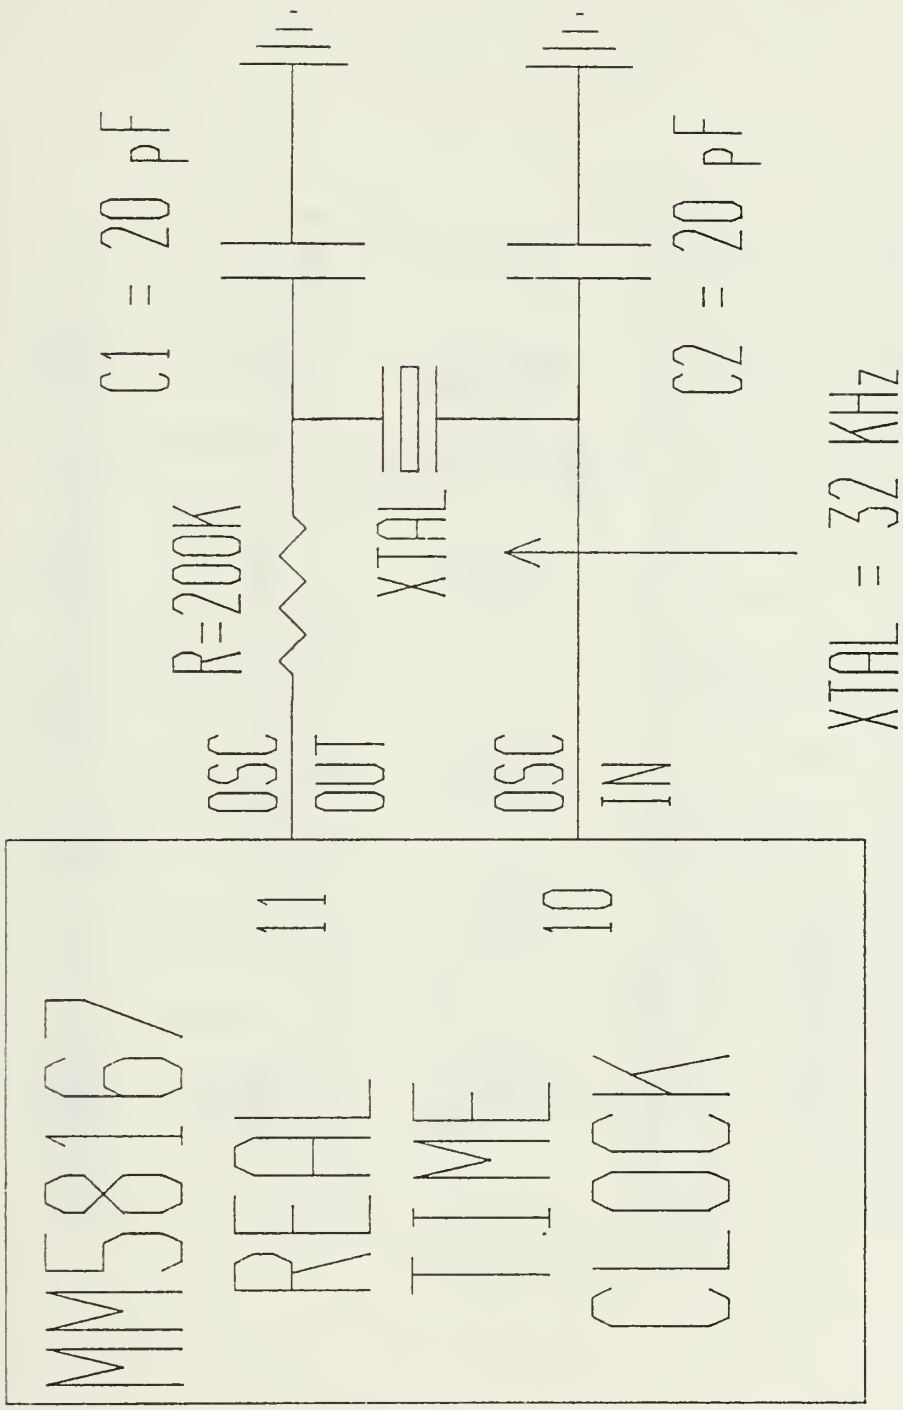 MM58167
REAL
TIME
CLOCK
11
10
OSC
OUT
OSC
IN
R=200K
XTAL
C1 = 20 pF
C2 = 20 pF
XTAL = 32 KHz